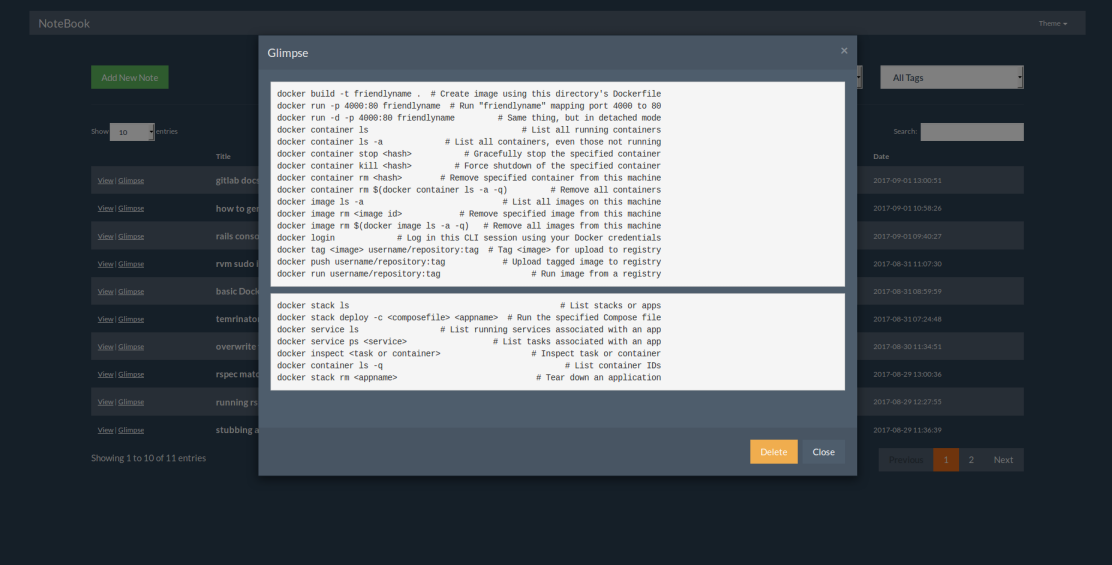 NoteBook
Theme
Glimpse
×
Add New Note
All Tags
docker build -t friendlyname .  # Create image using this directory's Dockerfile
docker run -p 4000:80 friendlyname  # Run "friendlyname" mapping port 4000 to 80
docker run -d -p 4000:80 friendlyname         # Same thing, but in detached mode
docker container ls                                # List all running containers
docker container ls -a             # List all containers, even those not running
docker container stop <hash>           # Gracefully stop the specified container
docker container kill <hash>         # Force shutdown of the specified container
docker container rm <hash>        # Remove specified container from this machine
docker container rm $(docker container ls -a -q)         # Remove all containers
docker image ls -a                             # List all images on this machine
docker image rm <image id>            # Remove specified image from this machine
docker image rm $(docker image ls -a -q)   # Remove all images from this machine
docker login             # Log in this CLI session using your Docker credentials
docker tag <image> username/repository:tag  # Tag <image> for upload to registry
docker push username/repository:tag            # Upload tagged image to registry
docker run username/repository:tag                   # Run image from a registry
docker stack ls                                            # List stacks or apps
docker stack deploy -c <composefile> <appname>  # Run the specified Compose file
docker service ls                 # List running services associated with an app
docker service ps <service>                  # List tasks associated with an app
docker inspect <task or container>                   # Inspect task or container
docker container ls -q                                      # List container IDs
docker stack rm <appname>                             # Tear down an application
Delete Close
Show 10 entries
Search:
Title Date
View | Glimpse gitlab docs 2017-09-01 13:00:51
View | Glimpse how to 2017-09-01 10:58:26
View | Glimpse rails 2017-09-01 09:40:27
View | Glimpse rvm sudo 2017-08-31 11:07:30
View | Glimpse basic 2017-08-31 08:59:59
View | Glimpse 2017-08-31 07:24:48
View | Glimpse overwrite 2017-08-30 11:34:51
View | Glimpse rspec 2017-08-29 13:00:36
View | Glimpse running 2017-08-29 12:27:55
View | Glimpse stubbing 2017-08-29 11:36:39
Showing 1 to 10 of 11 entries
Previous 1 2 Next